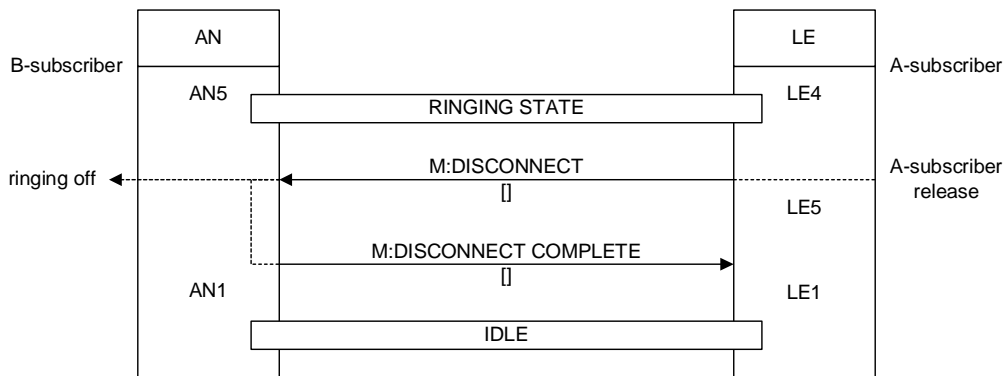 AN
LE
B-subscriber
A-subscriber
AN5
RINGING STATE
LE4
M:DISCONNECT
ringing off
A-subscriber
release
[]
LE5
M:DISCONNECT COMPLETE
[]
AN1
LE1
IDLE